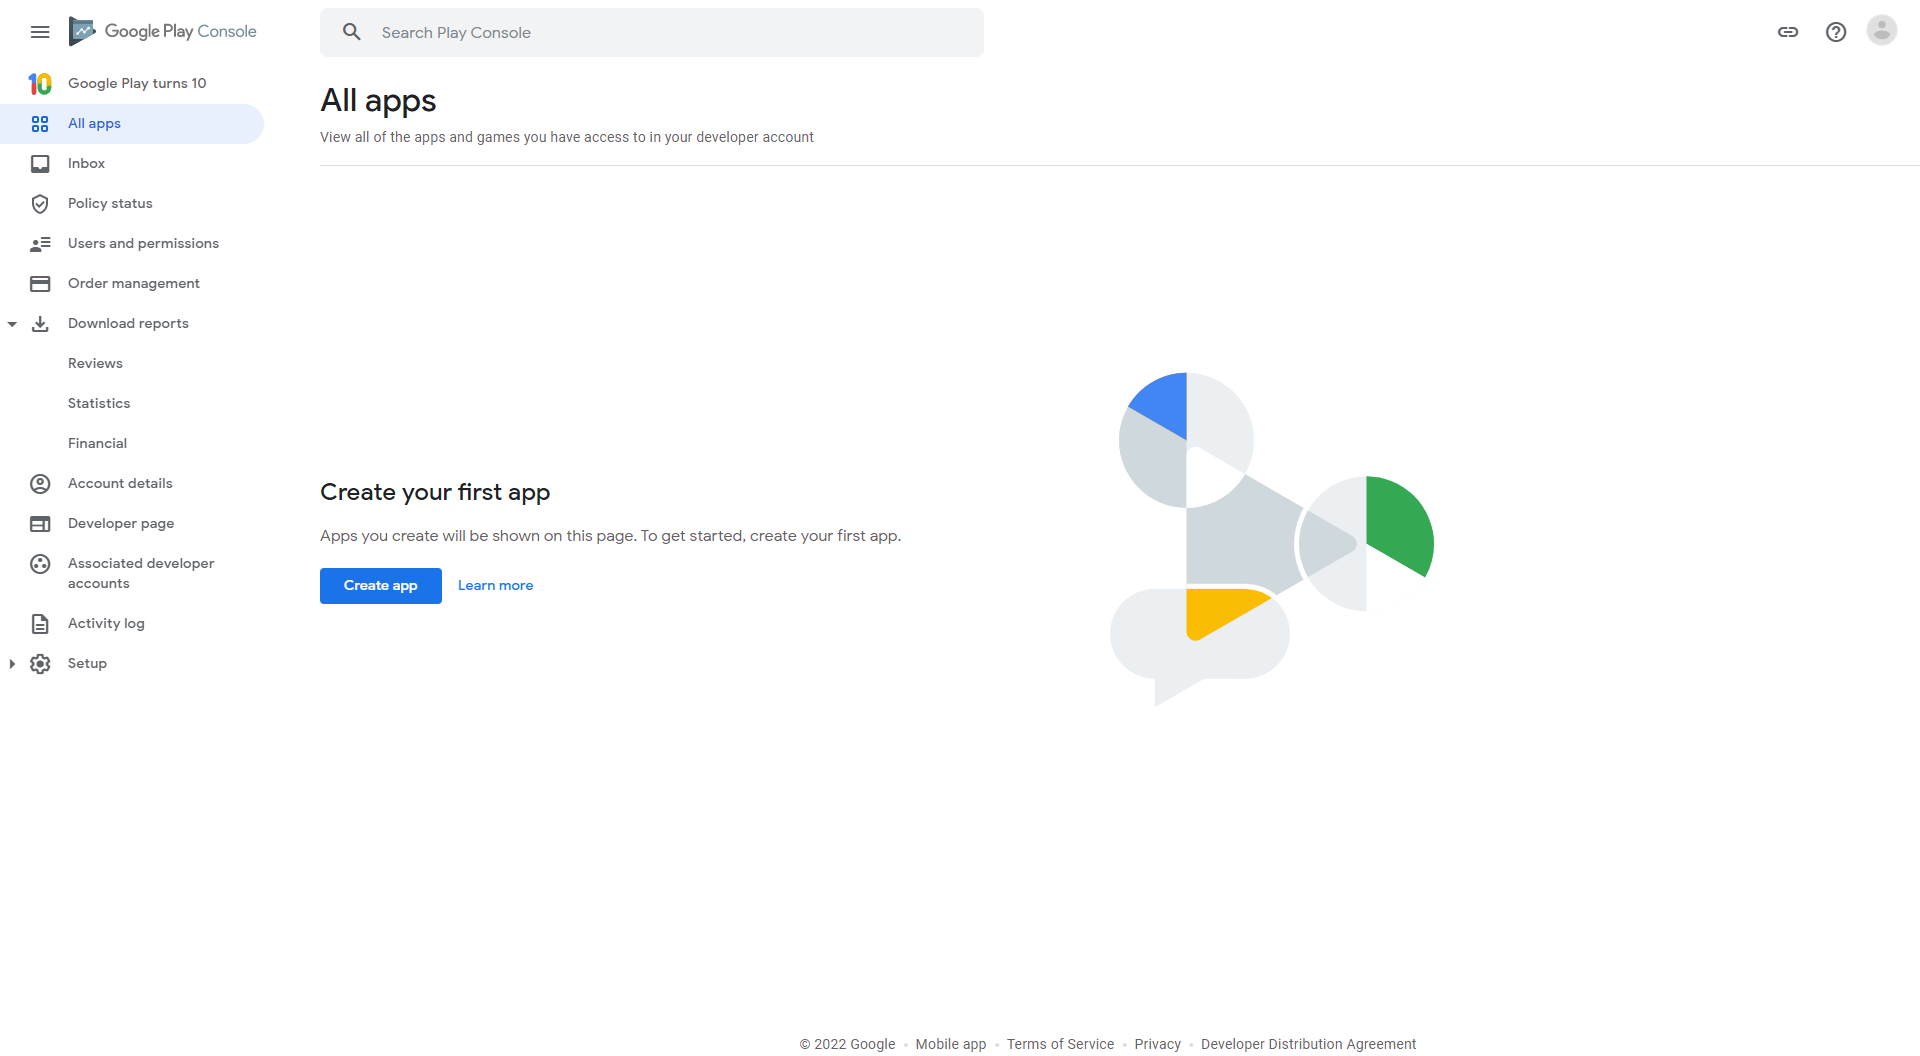 Google Play Console
Search Play Console
10 Google Play turns 10
All apps
Inbox
Policy status
Users and permissions
Order management
Download reports
Reviews
Statistics
Financial
Account details
Developer page
Associated developer
accounts
Activity log
Setup
All apps
View all of the apps and games you have access to in your developer account
Create your first app
Apps you create will be shown on this page. To get started, create your first app.
Create app Learn more
© 2022 Google • Mobile app • Terms of Service • Privacy • Developer Distribution Agreement